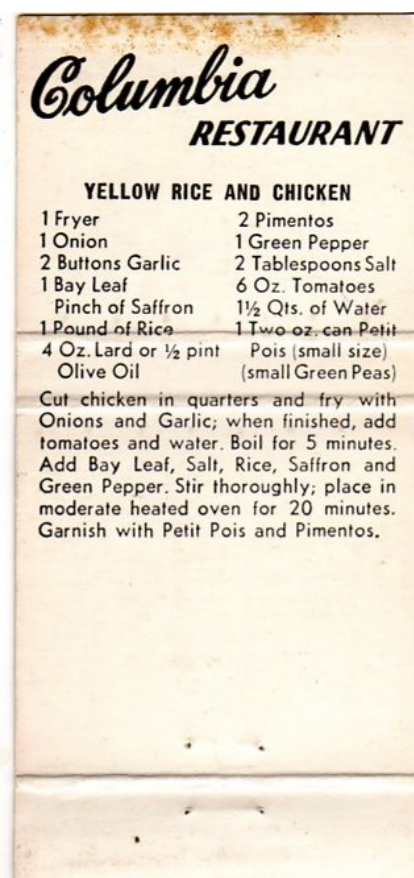 Columbia
RESTAURANT
YELLOW RICE AND CHICKEN
1 Fryer
1 Onion
2 Buttons Garlic
1 Bay Leaf
Pinch of Saffron
1 Pound of Rice
4 Oz. Lard or ½ pint
Olive Oil
2 Pimentos
1 Green Pepper
2 Tablespoons Salt
6 Oz. Tomatoes
1½ Qts. of Water
1 Two oz. can Petit
Pois (small size)
(small Green Peas)
Cut chicken in quarters and fry with
Onions and Garlic; when finished, add
tomatoes and water. Boil for 5 minutes.
Add Bay Leaf, Salt, Rice, Saffron and
Green Pepper. Stir thoroughly; place in
moderate heated oven for 20 minutes.
Garnish with Petit Pois and Pimentos.